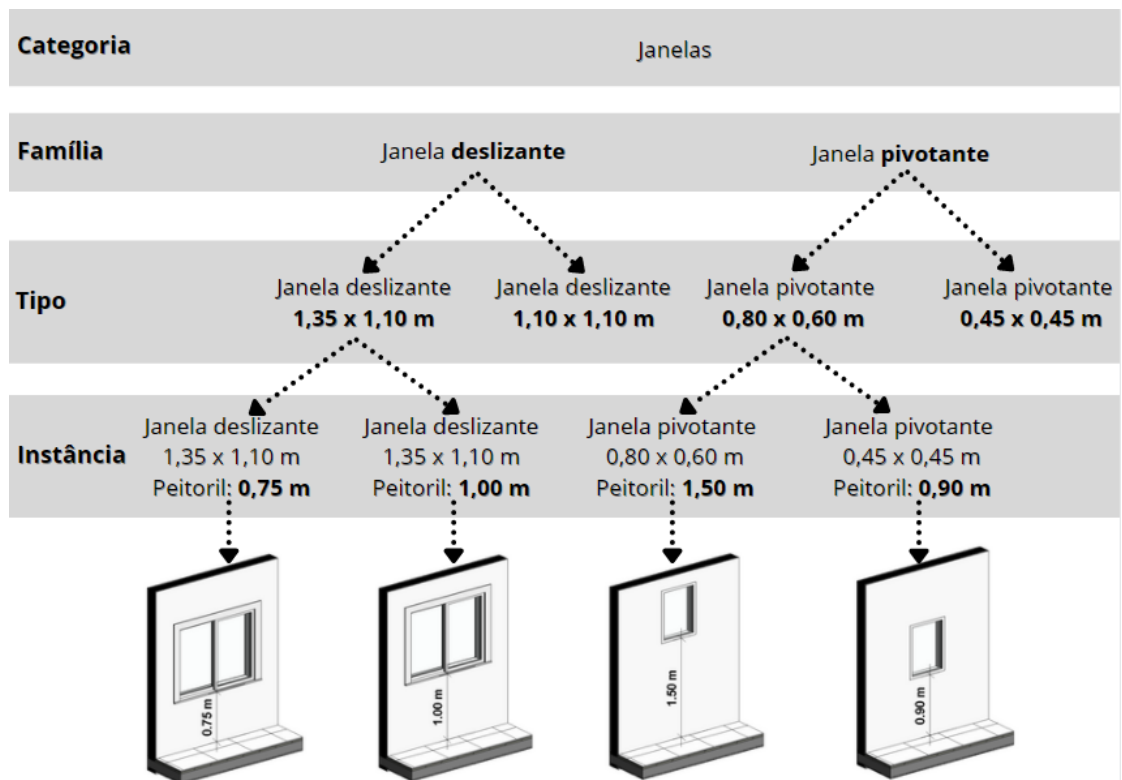 Categoria
Janelas
Família
Janela deslizante
Janela pivotante
Tipo
Janela deslizante
1,35 x 1,10 m
Janela deslizante
1,10 x 1,10 m
Janela pivotante
0,80 x 0,60 m
Janela pivotante
0,45 x 0,45 m
Instância
Janela deslizante
1,35 x 1,10 m
Peitoril: 0,75 m
Janela deslizante
1,35 x 1,10 m
Peitoril: 1,00 m
Janela pivotante
0,80 x 0,60 m
Peitoril: 1,50 m
Janela pivotante
0,45 x 0,45 m
Peitoril: 0,90 m
0.75 m
1.00 m
1.50 m
0.90 m